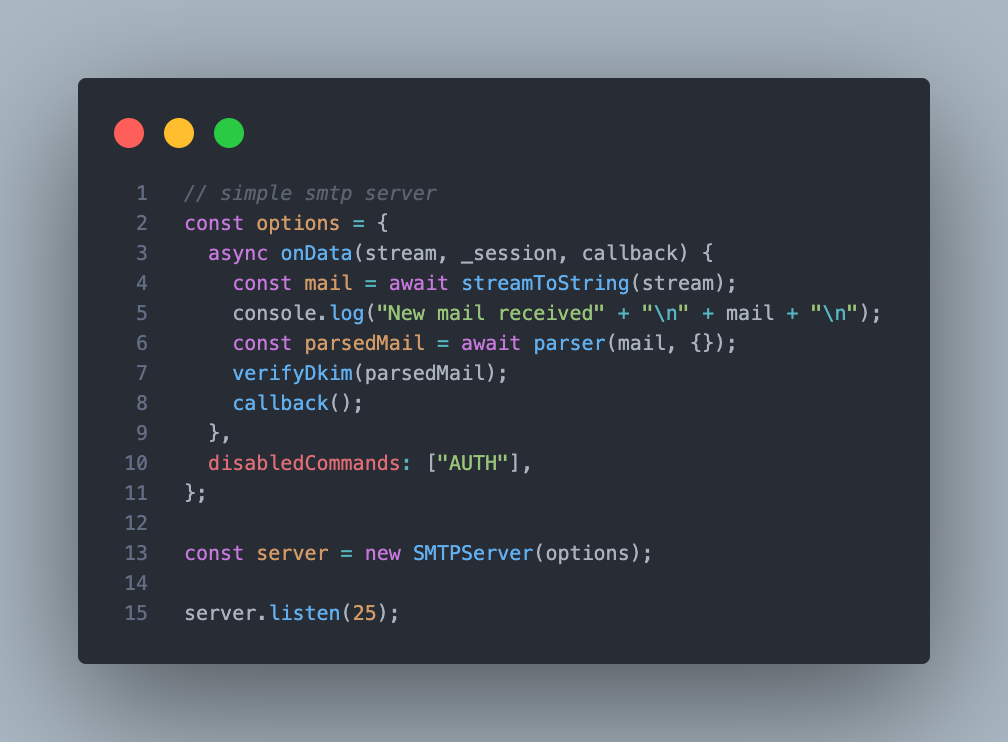 1 // simple smtp server
2 const options = {
3   async onData(stream, _session, callback) {
4     const mail = await streamToString(stream);
5     console.log("New mail received" + "\n" + mail + "\n");
6     const parsedMail = await parser(mail, {});
7     verifyDkim(parsedMail);
8     callback();
9   },
10   disabledCommands: ["AUTH"],
11 };
12
13 const server = new SMTPServer(options);
14
15 server.listen(25);